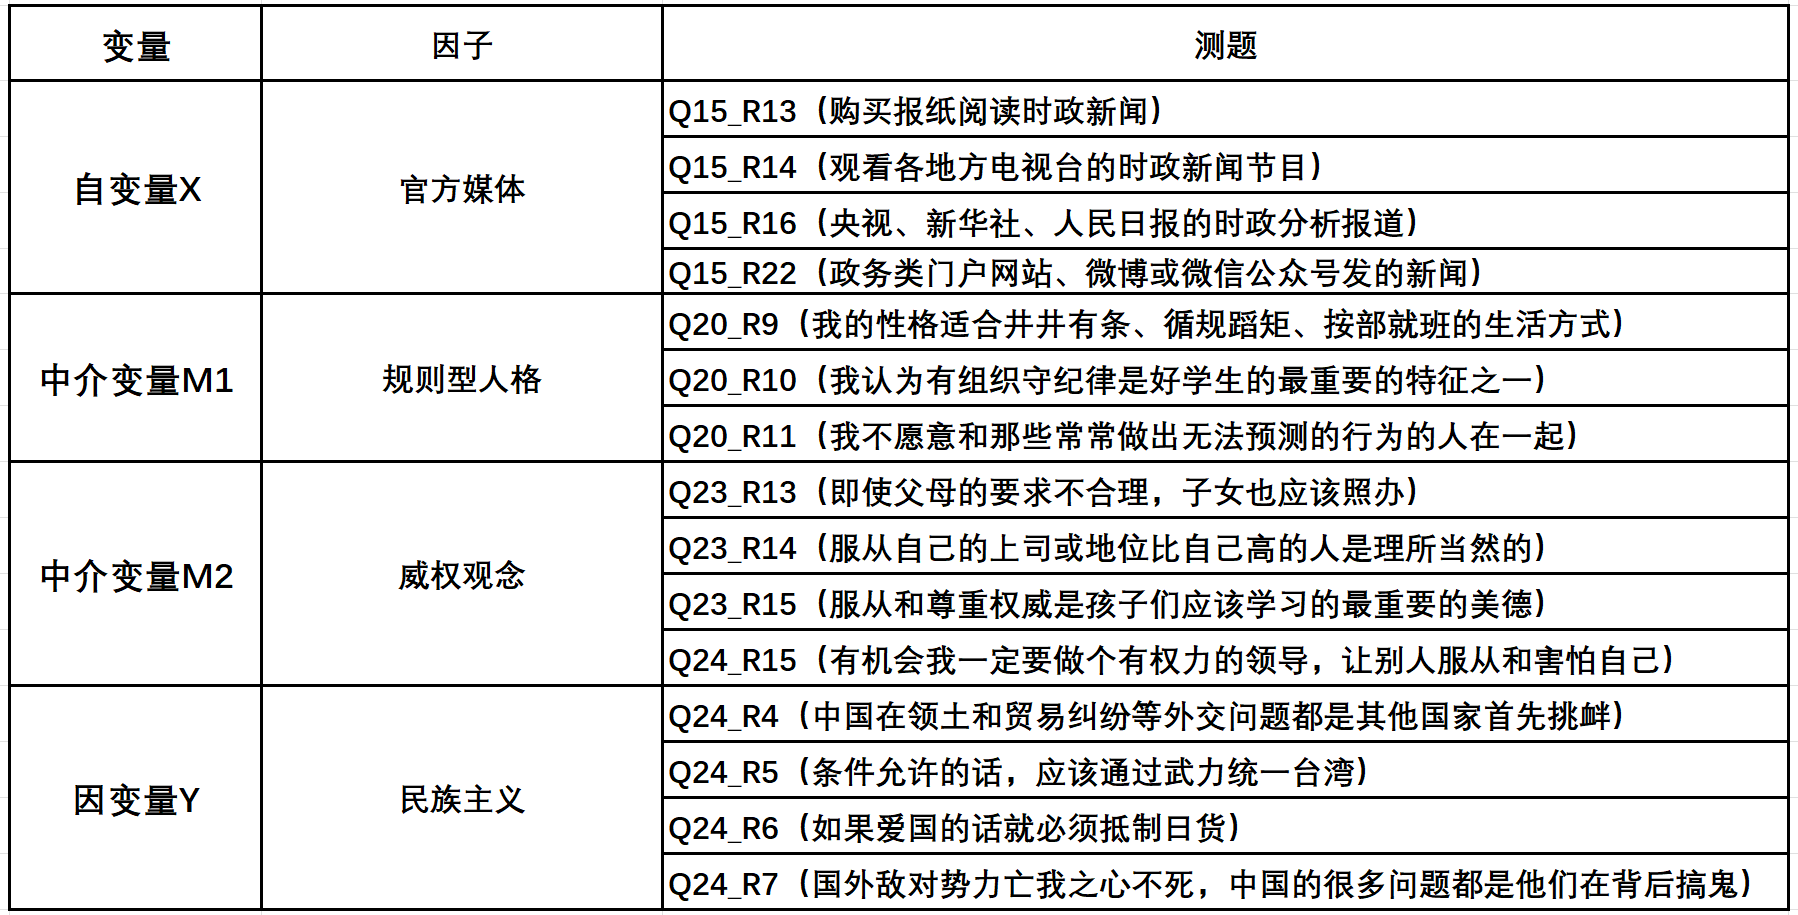 变量 因子 测题
自变量X 官方媒体 Q15_R13（购买报纸阅读时政新闻）
Q15_R14（观看各地方电视台的时政新闻节目）
Q15_R16（央视、新华社、人民日报的时政分析报道）
Q15_R22（政务类门户网站、微博或微信公众号发的新闻）
中介变量M1 规则型人格 Q20_R9（我的性格适合井井有条、循规蹈矩、按部就班的生活方式）
Q20_R10（我认为有组织守纪律是好学生的最重要的特征之一）
Q20_R11（我不愿意和那些常常做出无法预测的行为的人在一起）
中介变量M2 威权观念 Q23_R13（即使父母的要求不合理，子女也应该照办）
Q23_R14（服从自己的上司或地位比自己高的人是理所当然的）
Q23_R15（服从和尊重权威是孩子们应该学习的最重要的美德）
Q24_R15（有机会我一定要做个有权力的领导，让别人服从和害怕自己）
因变量Y 民族主义 Q24_R4（中国在领土和贸易纠纷等外交问题都是其他国家首先挑衅）
Q24_R5（条件允许的话，应该通过武力统一台湾）
Q24_R6（如果爱国的话就必须抵制日货）
Q24_R7（国外敌对势力亡我之心不死，中国的很多问题都是他们在背后搞鬼）